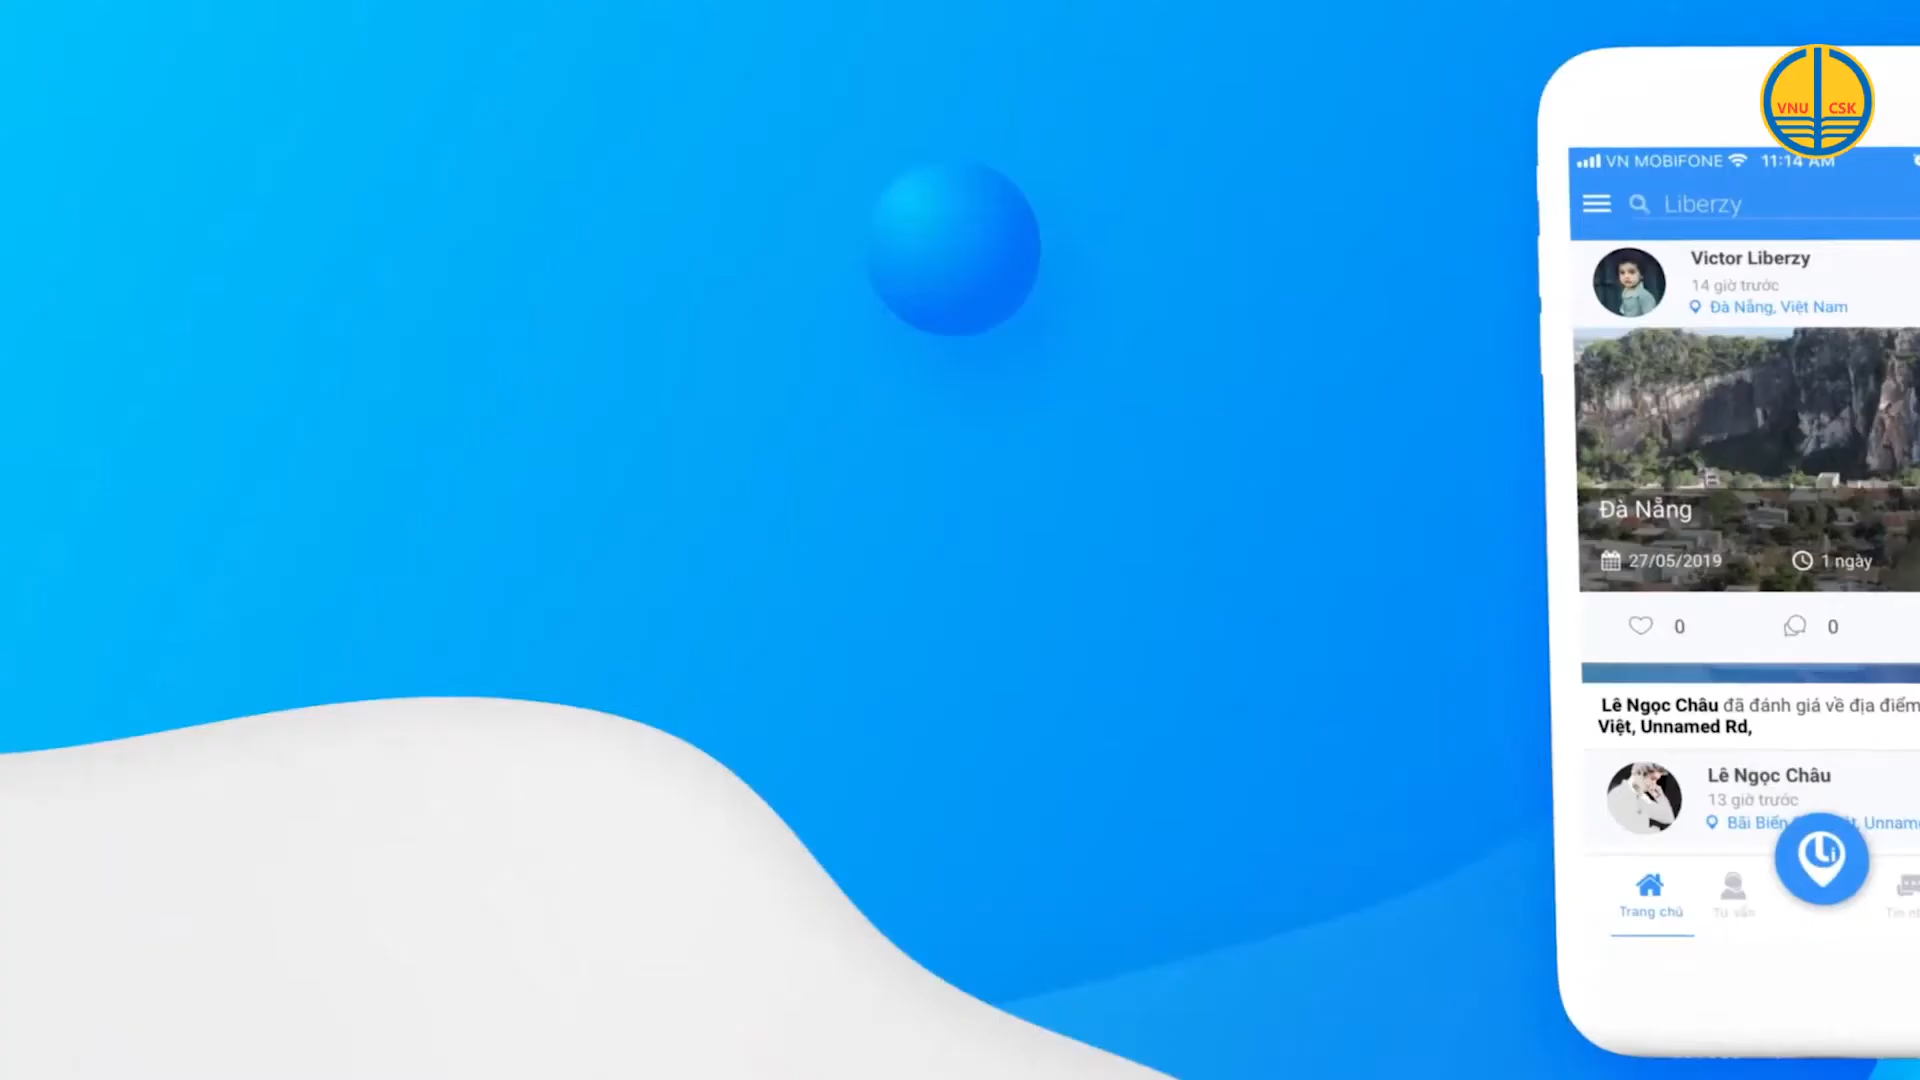 VNU CSK
VN MOBIFONE 11:14 AM
Liberzy
Victor Liberzy
14 giờ trước
Đà Nẵng, Việt Nam
Đà Nẵng
27/05/2019 1 ngày
0 0
Lê Ngọc Châu đã đánh giá về địa điểm
Việt, Unnamed Rd,
Lê Ngọc Châu
13 giờ trước
Bãi Biển
Trang chủ Tư vấn